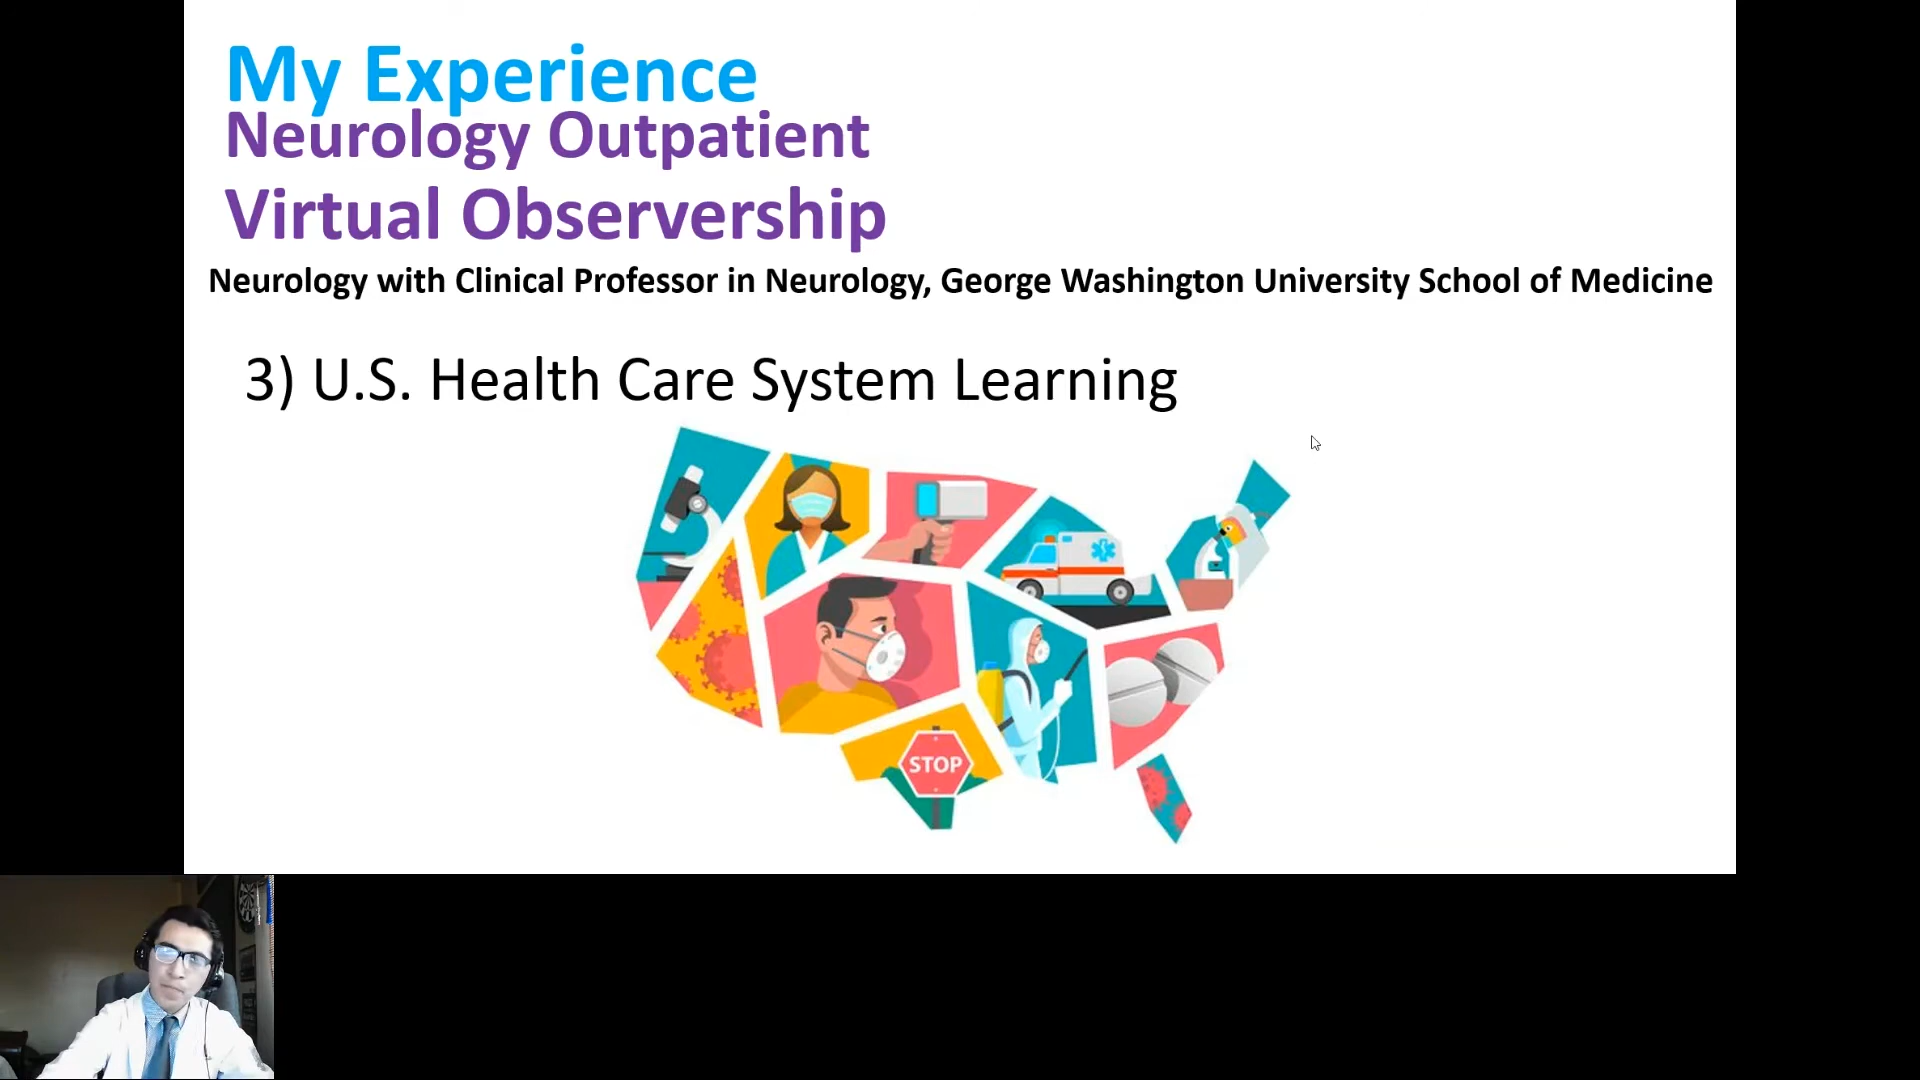 My Experience
Neurology Outpatient
Virtual Observership
Neurology with Clinical Professor in Neurology, George Washington University School of Medicine
3) U.S. Health Care System Learning
STOP